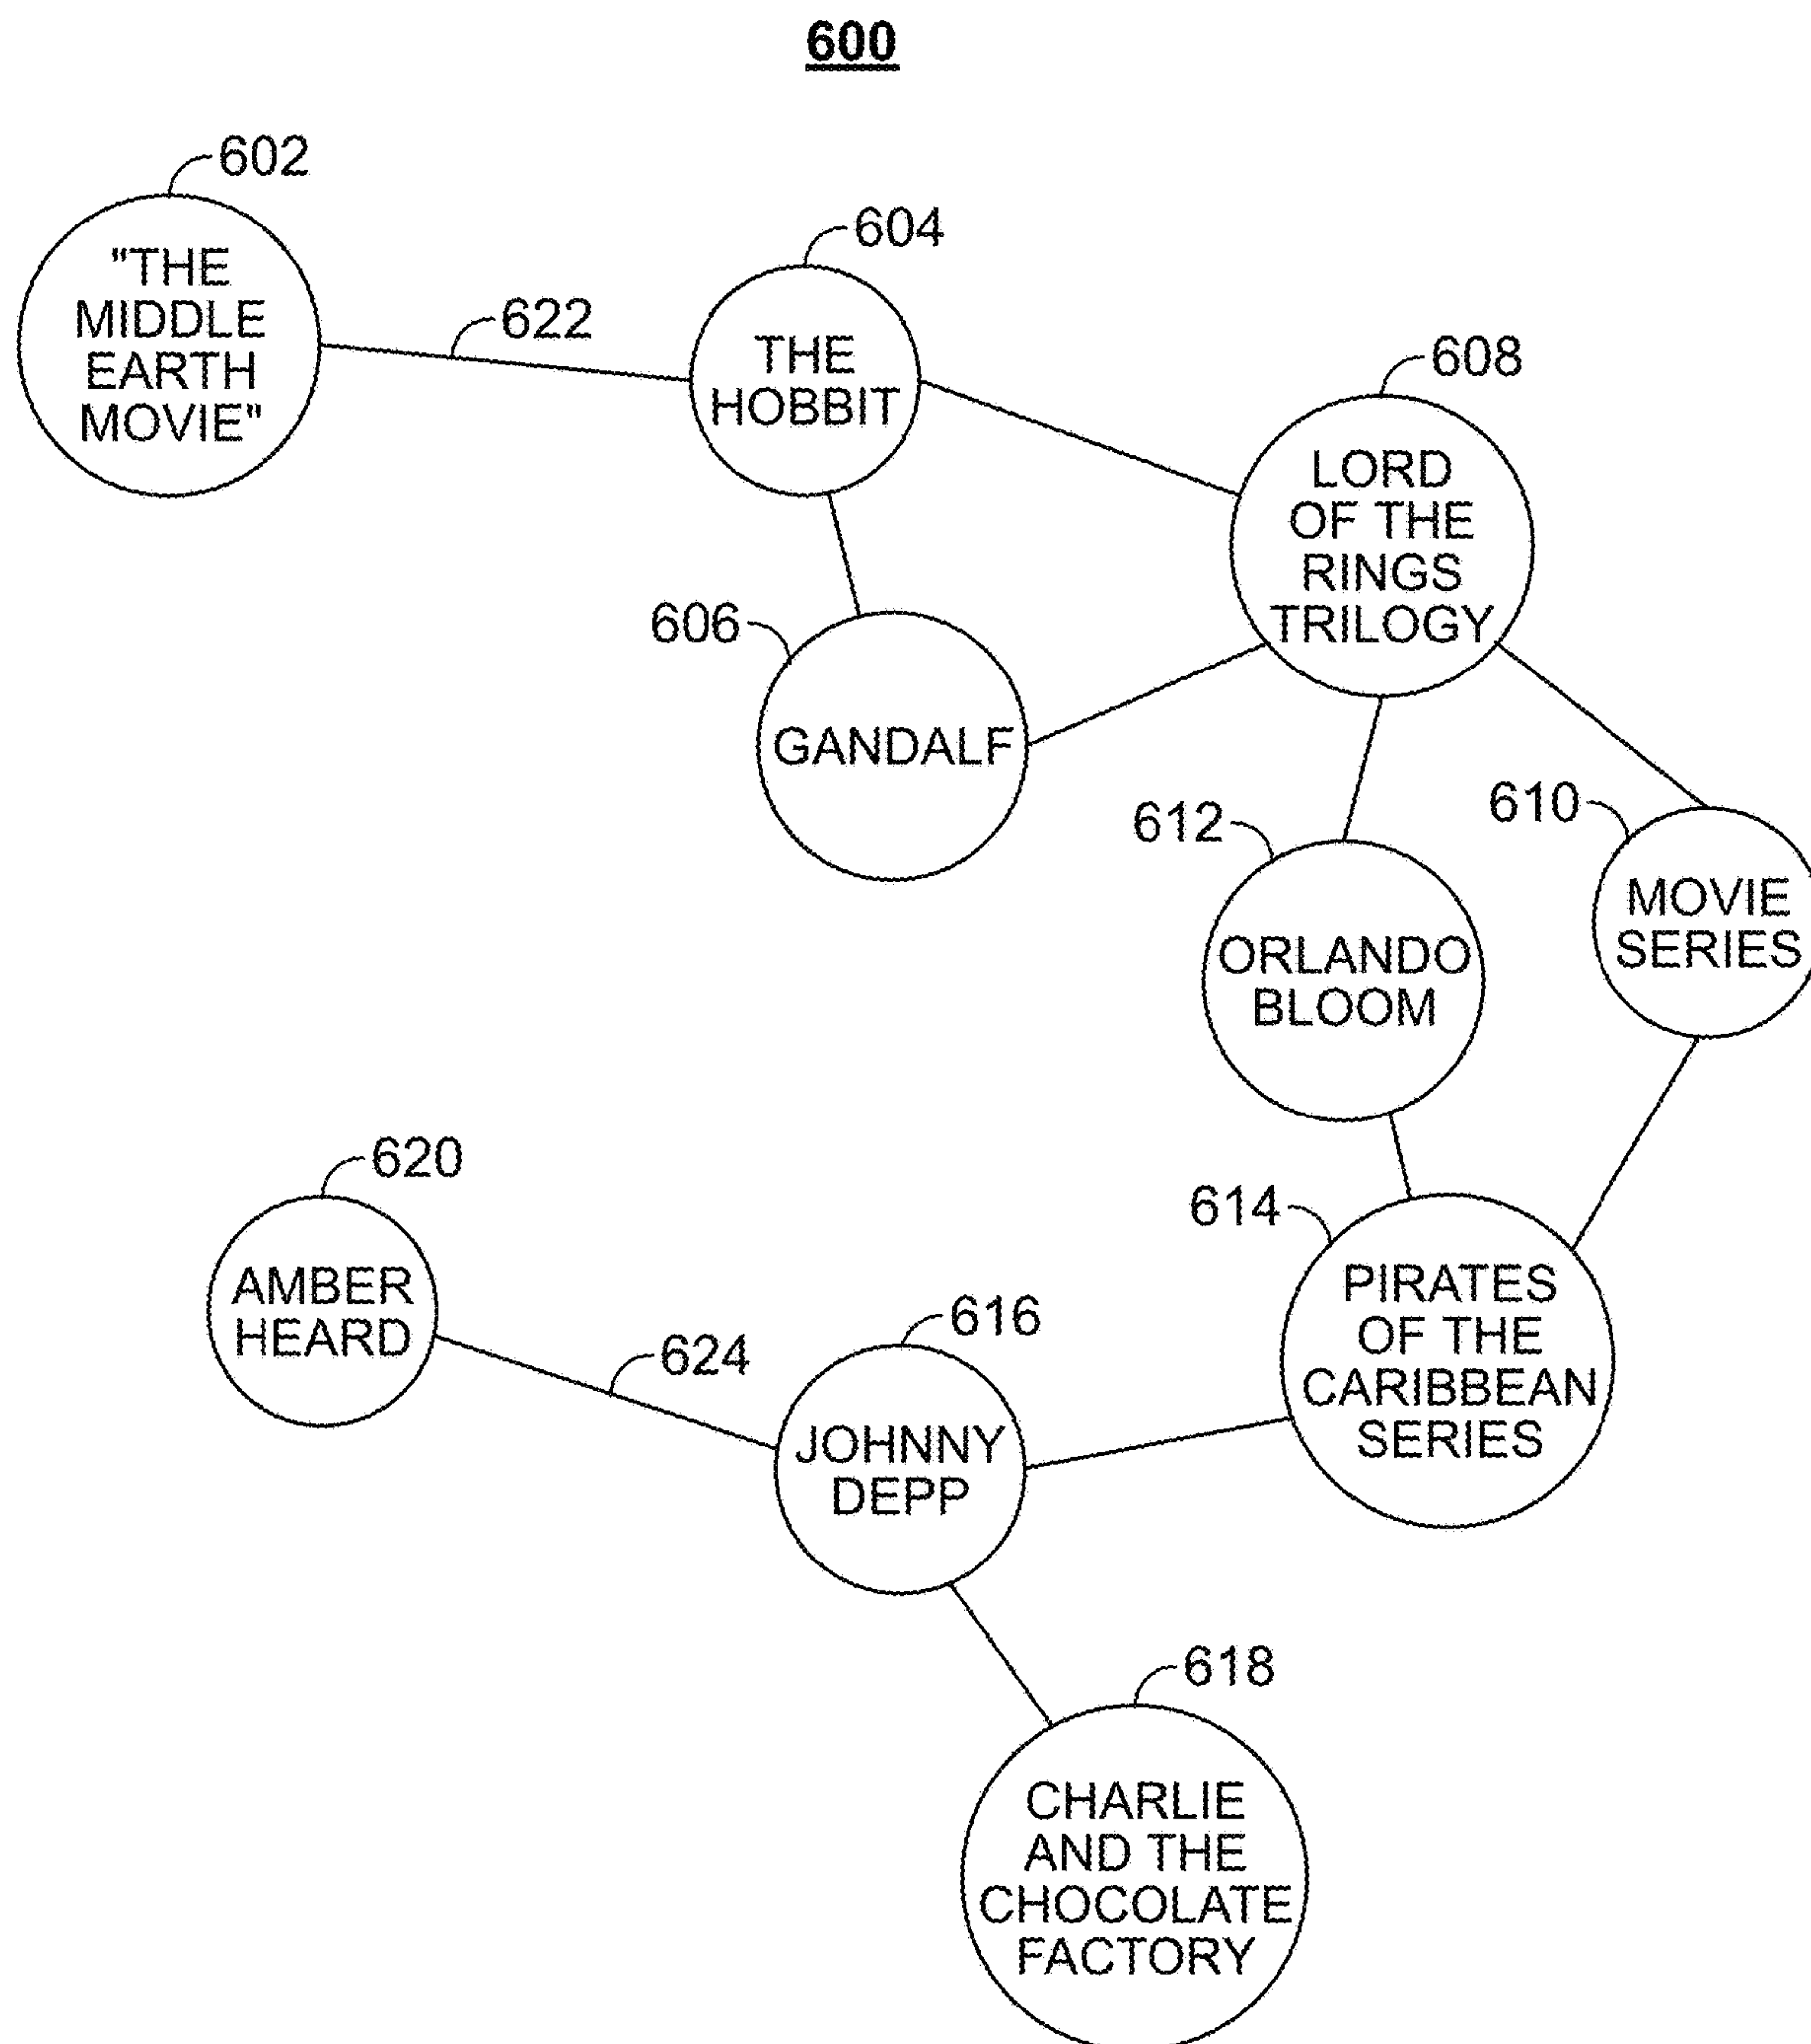 600
602
"THE
MIDDLE
EARTH
MOVIE"
622
604
THE
HOBBIT
608
LORD
OF THE
RINGS
TRILOGY
606
GANDALF
612
ORLANDO
BLOOM
610
MOVIE
SERIES
620
AMBER
HEARD
624
616
JOHNNY
DEPP
614
PIRATES
OF THE
CARIBBEAN
SERIES
618
CHARLIE
AND THE
CHOCOLATE
FACTORY